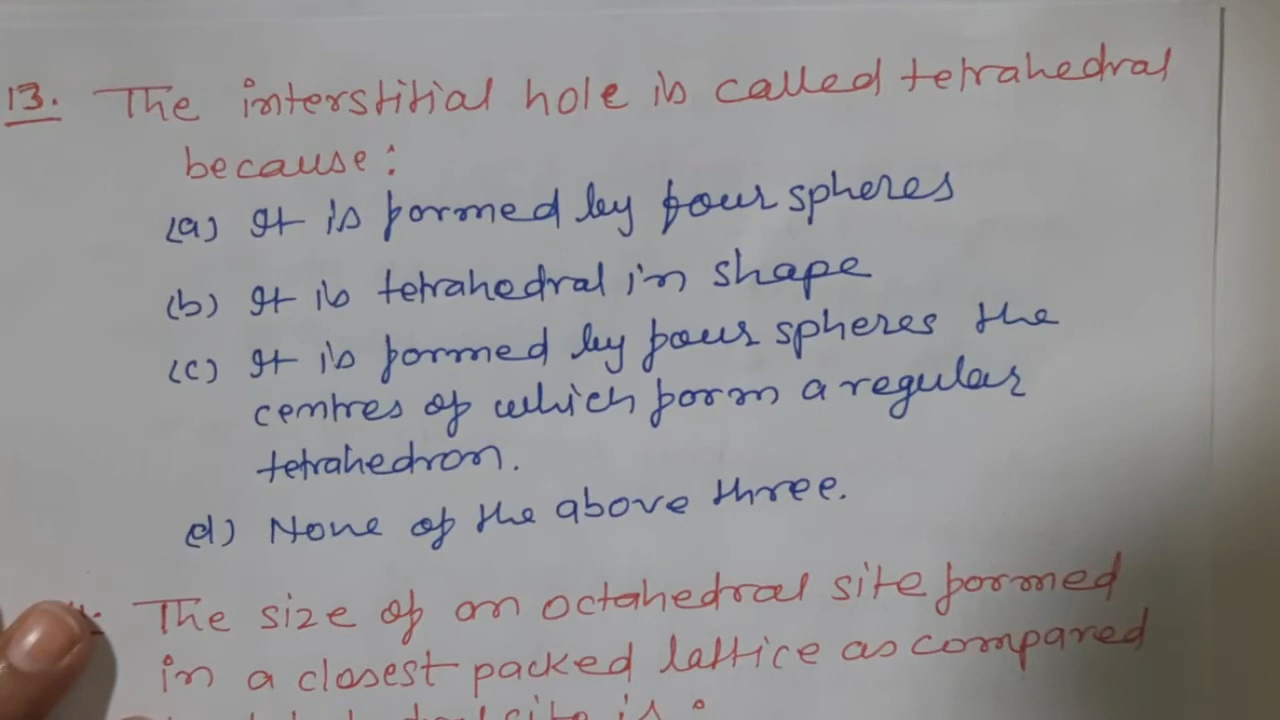 13. The interstitial hole is called tetrahedral
because:
(a) It is formed by four spheres
(b) It is tetrahedral in shape
(c) It is formed by four spheres the
centres of which form a regular
tetrahedron.
d) None of the above three.
The size of an octahedral site formed
in a closest packed lattice as compared
site is: